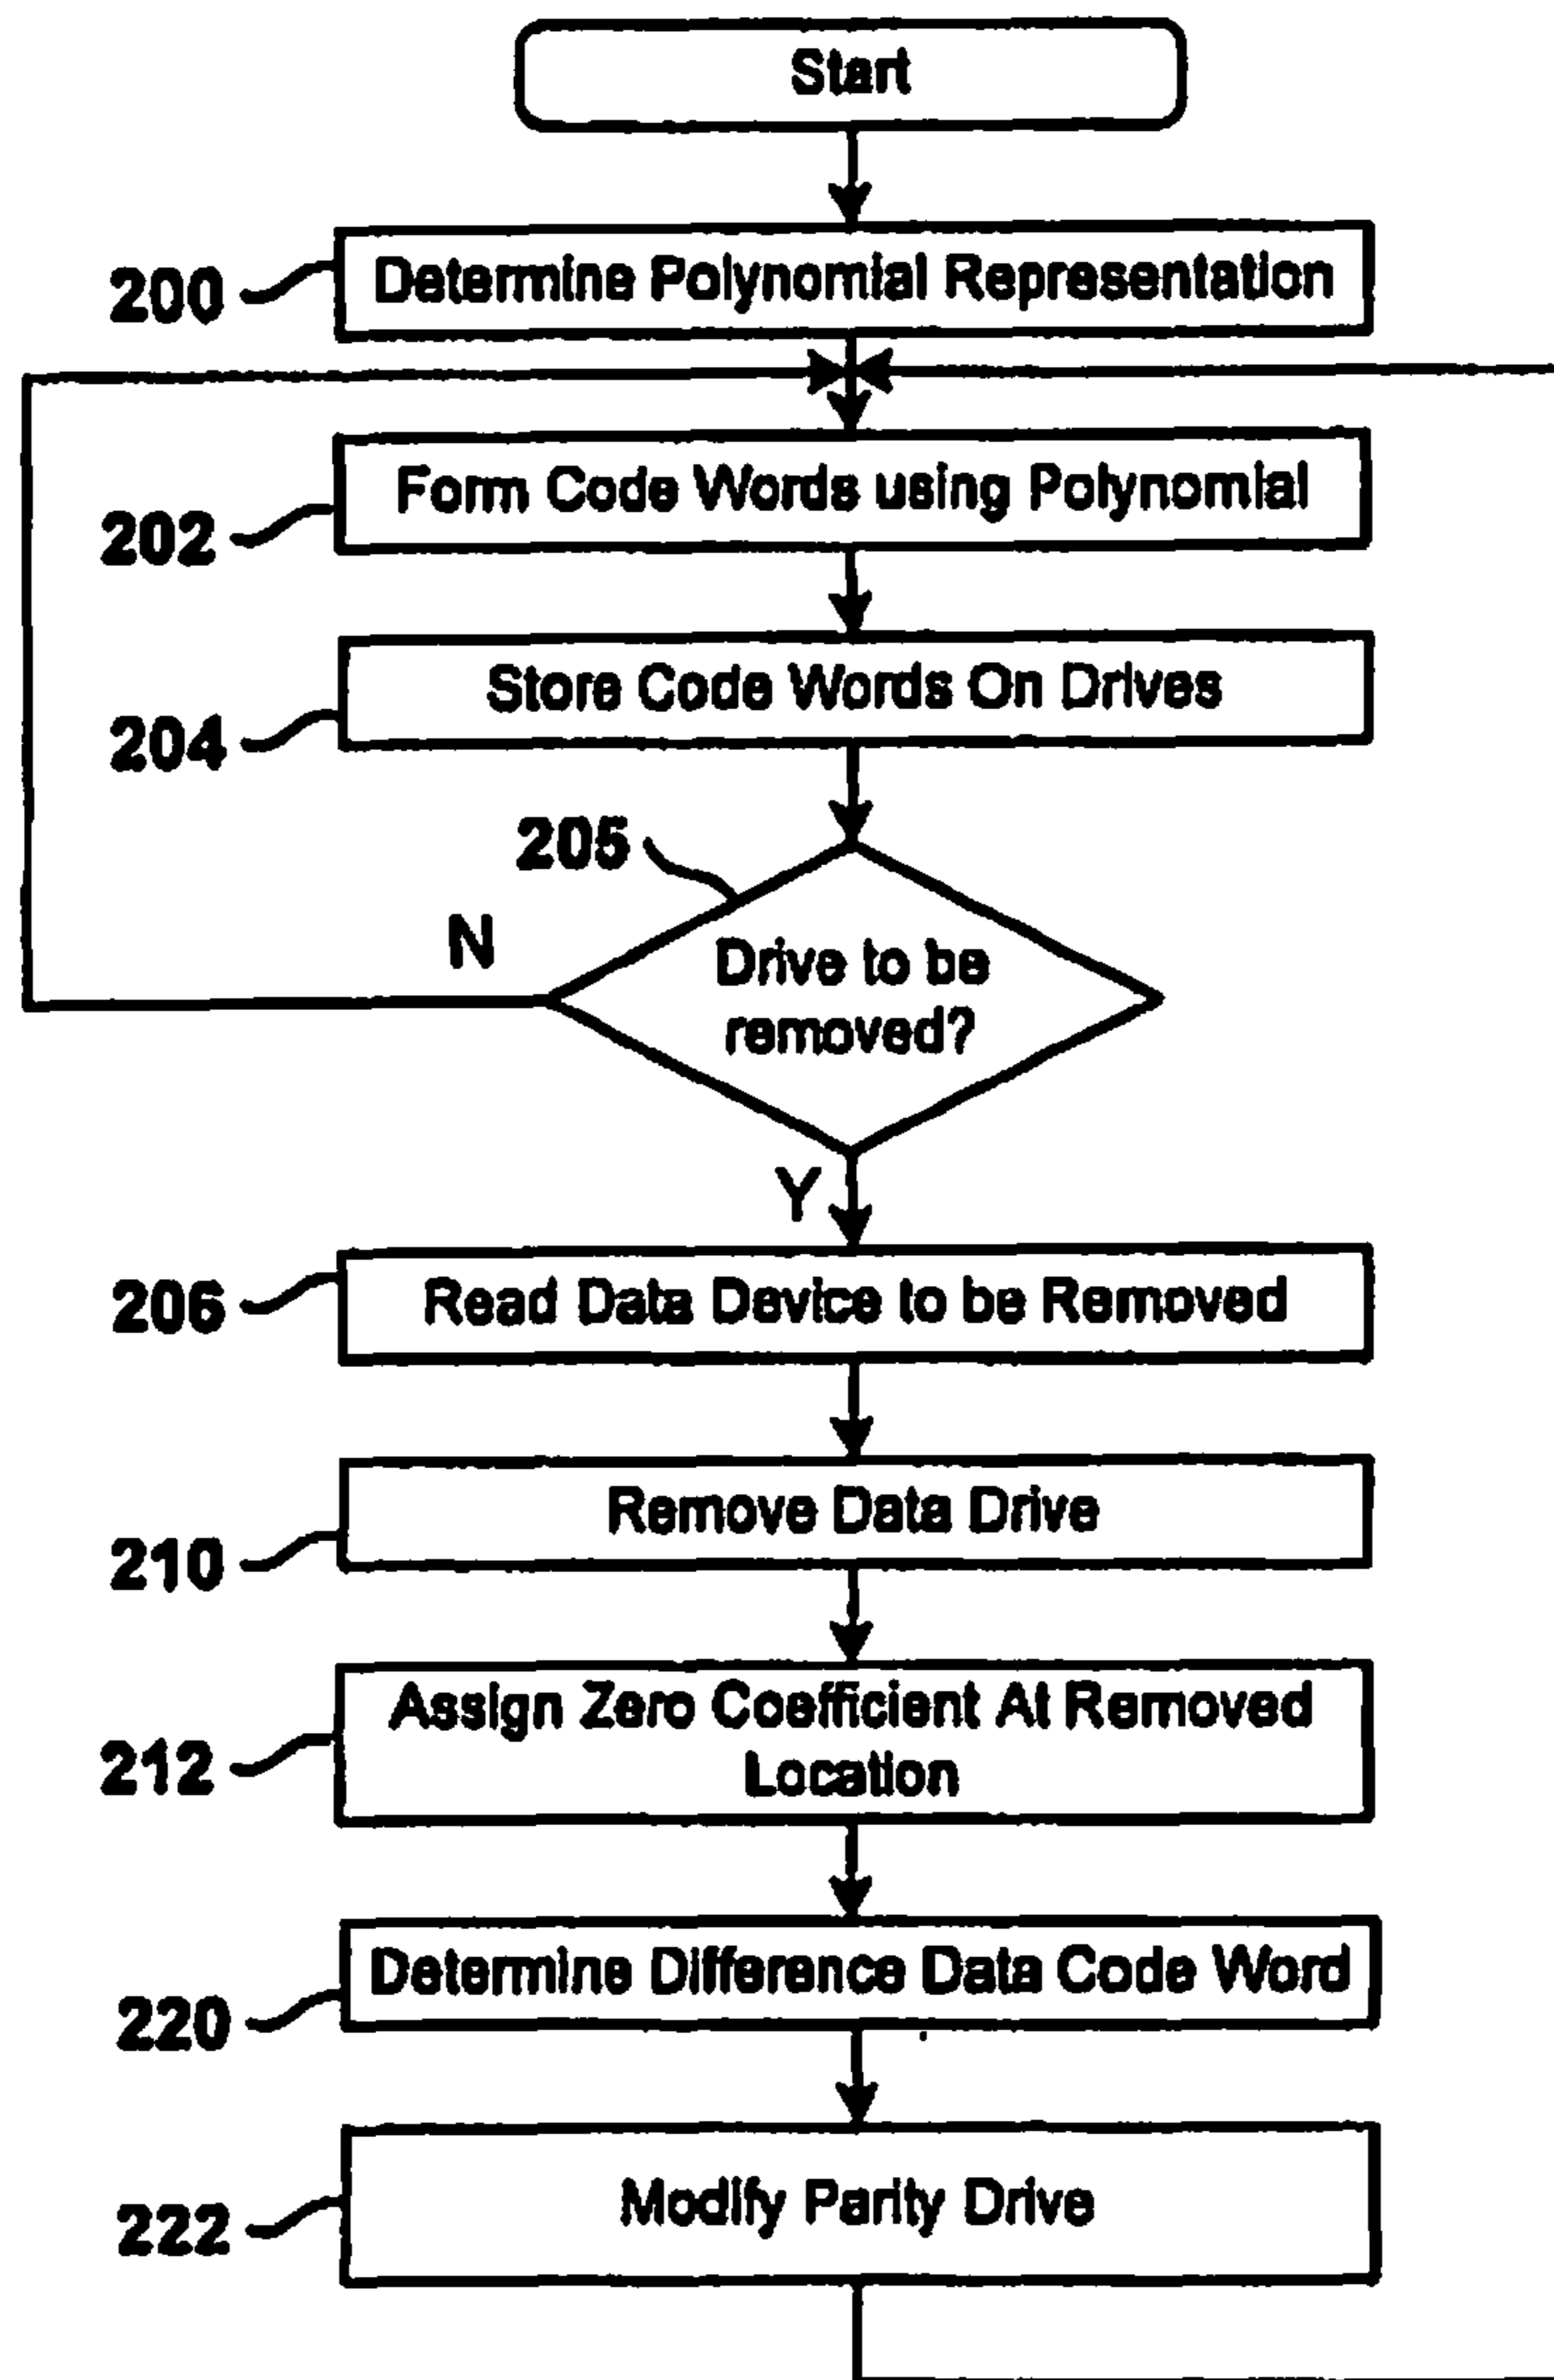 Start
200
Determine Polynomial Representation
202
Form Code Words using Polynomial
204
Store Code Words On Drives
205
N
Drive to be
removed?
Y
206
Read Data Device to be Removed
210
Remove Data Drive
212
Assign Zero Coefficient At Removed
Location
220
Determine Difference Data Code Word
222
Modify Parity Drive